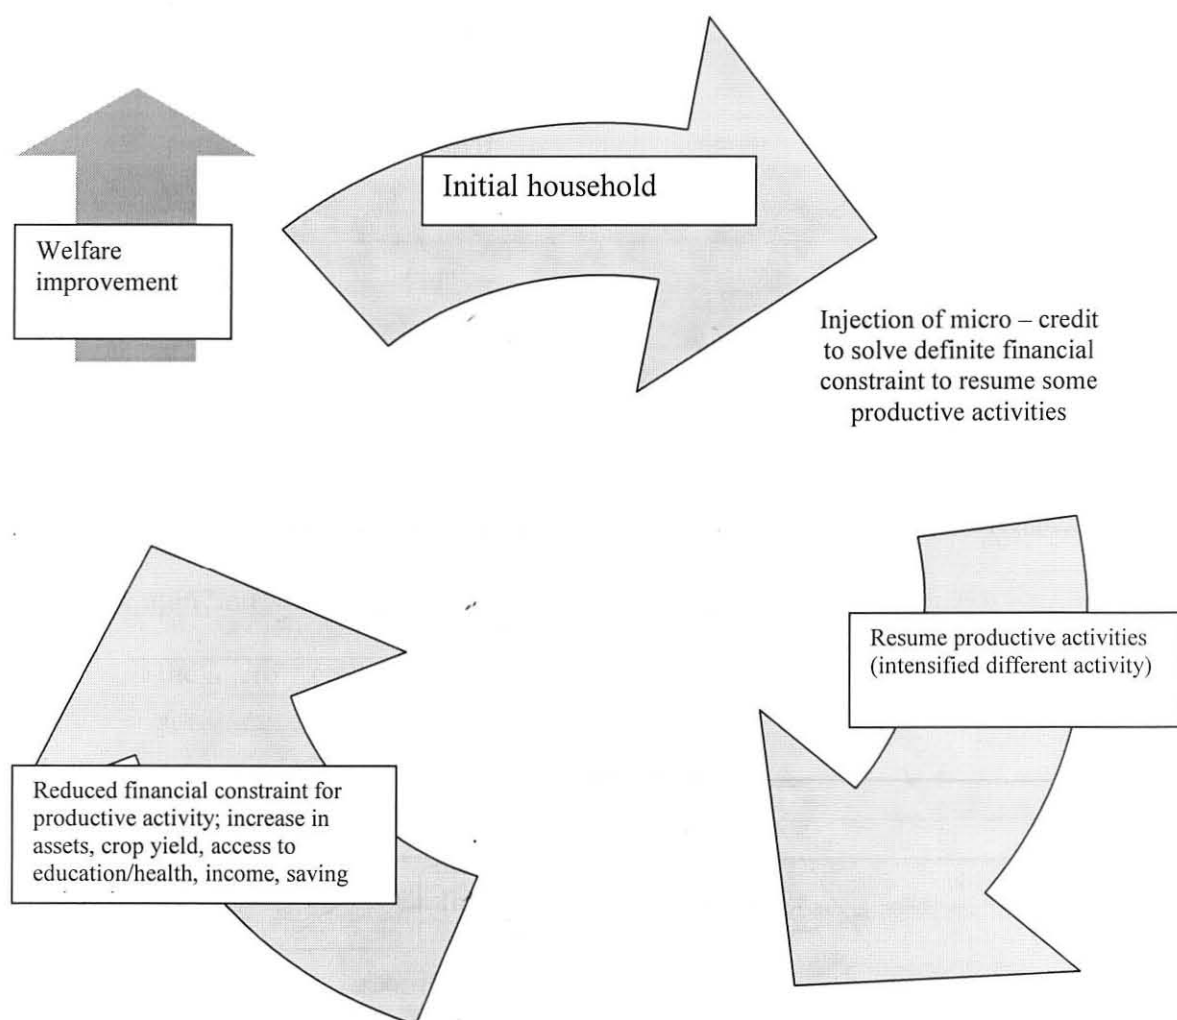 Initial household
Welfare
improvement
Injection of micro – credit
to solve definite financial
constraint to resume some
productive activities
Resume productive activities
(intensified different activity)
Reduced financial constraint for
productive activity; increase in
assets, crop yield, access to
education/health, income, saving